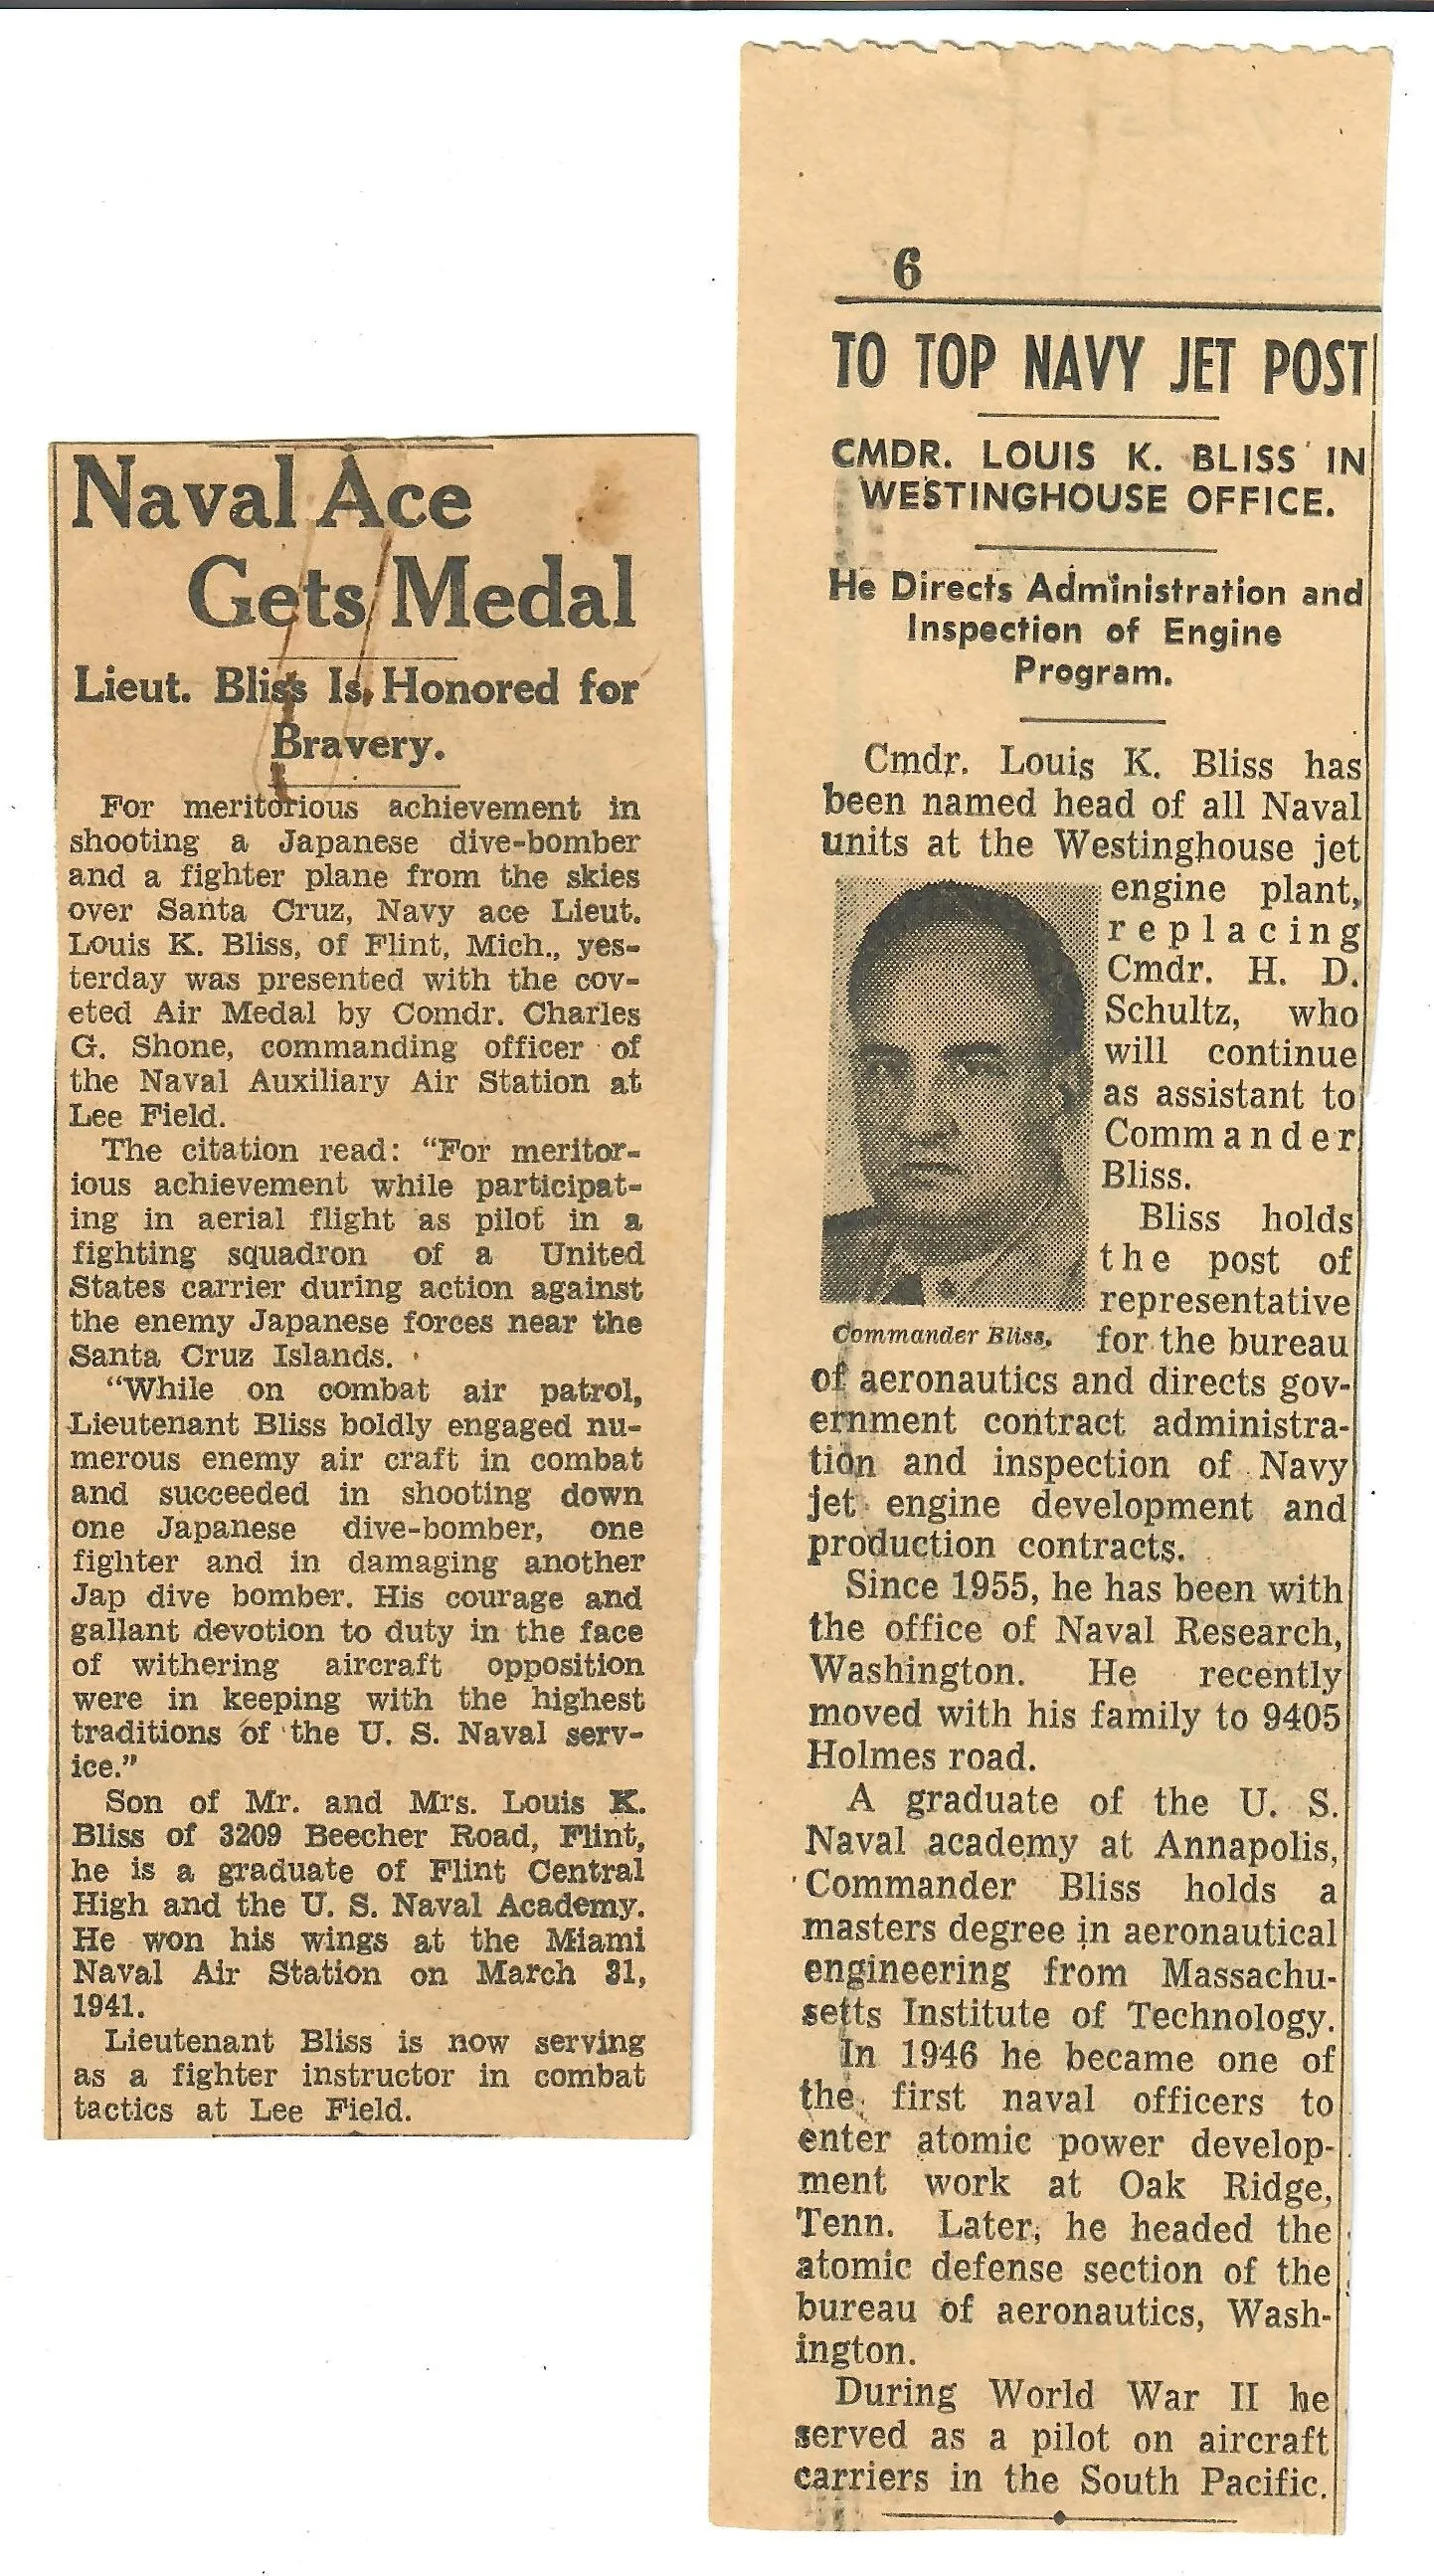 Naval Ace
Gets Medal
Lieut. Bliss Is Honored for
Bravery.
For meritorious achievement in
shooting a Japanese dive-bomber
and a fighter plane from the skies
over Santa Cruz, Navy ace Lieut.
Louis K. Bliss, of Flint, Mich., yes-
terday was presented with the cov-
eted Air Medal by Comdr. Charles
G. Shone, commanding officer of
the Naval Auxiliary Air Station at
Lee Field.
The citation read: “For meritor-
ious achievement while participat-
ing in aerial flight as pilot in a
fighting squadron of a United
States carrier during action against
the enemy Japanese forces near the
Santa Cruz Islands.
“While on combat air patrol,
Lieutenant Bliss boldly engaged nu-
merous enemy air craft in combat
and succeeded in shooting down
one Japanese dive-bomber, one
fighter and in damaging another
Jap dive bomber. His courage and
gallant devotion to duty in the face
of withering aircraft opposition
were in keeping with the highest
traditions of the U. S. Naval serv-
ice.”
Son of Mr. and Mrs. Louis K.
Bliss of 3209 Beecher Road, Flint,
he is a graduate of Flint Central
High and the U. S. Naval Academy.
He won his wings at the Miami
Naval Air Station on March 31,
1941.
Lieutenant Bliss is now serving
as a fighter instructor in combat
tactics at Lee Field.
6
TO TOP NAVY JET POST
CMDR. LOUIS K. BLISS IN
WESTINGHOUSE OFFICE.
He Directs Administration and
Inspection of Engine
Program.
Cmdr. Louis K. Bliss has
been named head of all Naval
units at the Westinghouse jet
engine plant,
replacing
Cmdr. H. D.
Schultz, who
will continue
as assistant to
Commander
Bliss.
Bliss holds
the post of
representative
Commander Bliss.
for the bureau
of aeronautics and directs gov-
ernment contract administra-
tion and inspection of Navy
jet engine development and
production contracts.
Since 1955, he has been with
the office of Naval Research,
Washington. He recently
moved with his family to 9405
Holmes road.
A graduate of the U. S.
Naval academy at Annapolis,
Commander Bliss holds a
masters degree in aeronautical
engineering from Massachu-
setts Institute of Technology.
In 1946 he became one of
the first naval officers to
enter atomic power develop-
ment work at Oak Ridge,
Tenn. Later, he headed the
atomic defense section of the
bureau of aeronautics, Wash-
ington.
During World War II he
served as a pilot on aircraft
carriers in the South Pacific.